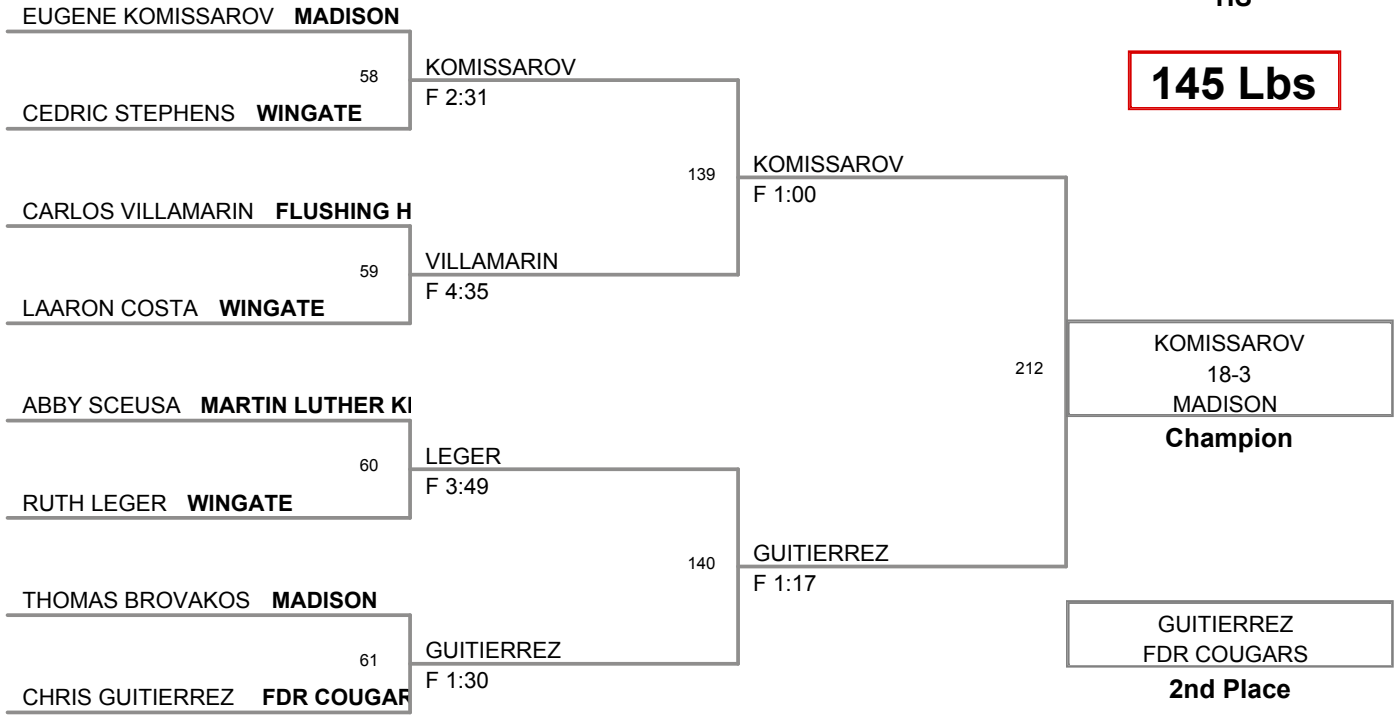 EUGENE KOMISSAROV MADISON
HS
58
KOMISSAROV
F 2:31
CEDRIC STEPHENS WINGATE
145 Lbs
139
KOMISSAROV
F 1:00
CARLOS VILLAMARIN FLUSHING H
59
VILLAMARIN
F 4:35
LAARON COSTA WINGATE
212
KOMISSAROV
18-3
MADISON
Champion
ABBY SCEUSA MARTIN LUTHER KI
60
LEGER
F 3:49
RUTH LEGER WINGATE
140
GUITIERREZ
F 1:17
THOMAS BROVAKOS MADISON
61
GUITIERREZ
F 1:30
CHRIS GUITIERREZ FDR COUGAR
GUITIERREZ
FDR COUGARS
2nd Place